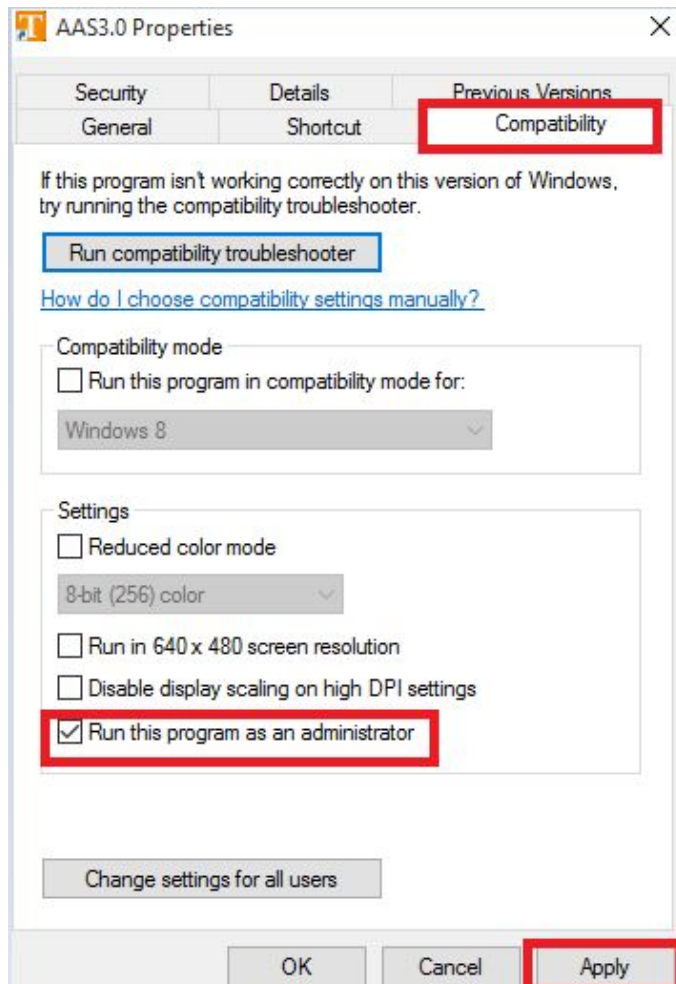 AAS3.0 Properties
Security Details Previous Versions
General Shortcut Compatibility
If this program isn't working correctly on this version of Windows,
try running the compatibility troubleshooter.
Run compatibility troubleshooter
How do I choose compatibility settings manually?
Compatibility mode
Run this program in compatibility mode for:
Windows 8
Settings
Reduced color mode
8-bit (256) color
Run in 640 x 480 screen resolution
Disable display scaling on high DPI settings
Run this program as an administrator
Change settings for all users
OK Cancel Apply